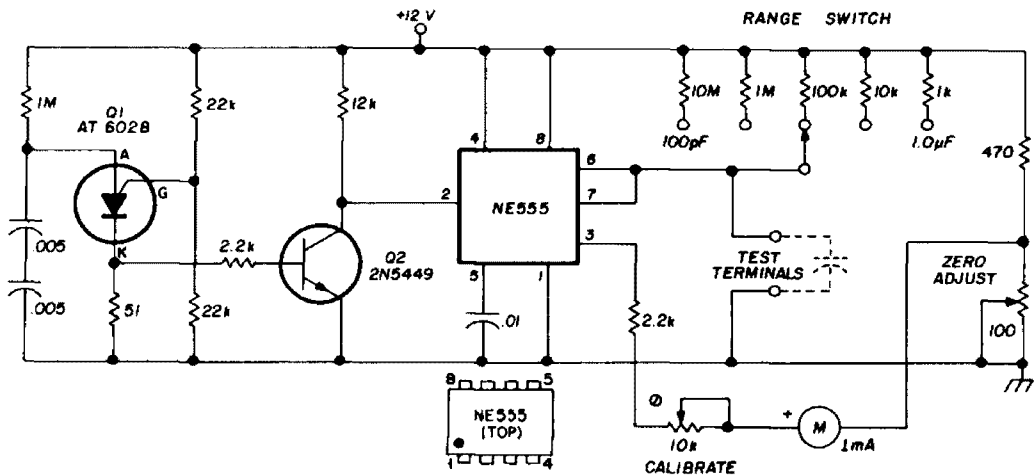 +12 V
RANGE SWITCH
1M
Q1
AT 6028
A
G
K
22k
12k
.005
.005
51
2.2k
22k
Q2
2N5449
4
8
2
6
7
3
5
1
NE555
.01
10M
1M
100k
10k
1k
100pF
1.0μF
470
TEST
TERMINALS
ZERO
ADJUST
100
2.2k
8
5
NE555
(TOP)
1
4
10k
CALIBRATE
+
M
1mA